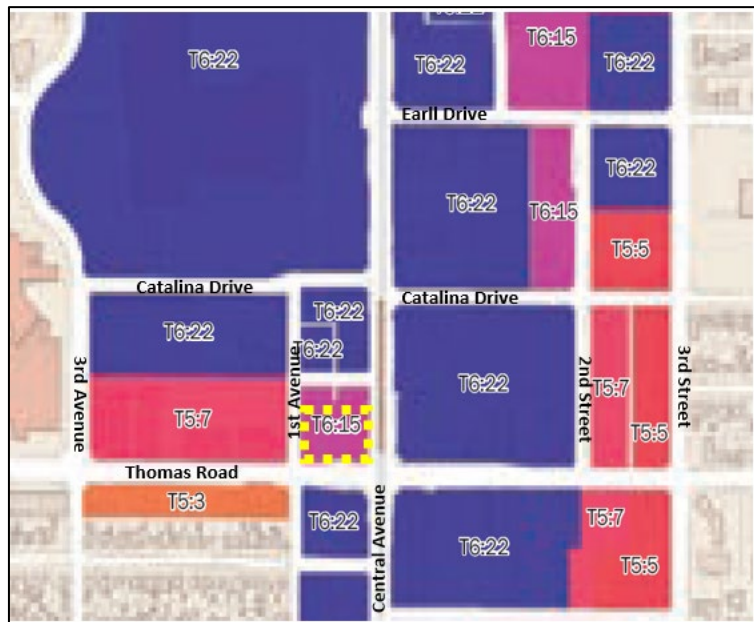 T6:22
T6:15
T6:22
T6:22
T6:22
Earll Drive
T6:22
T6:22
T6:15
T5:5
Catalina Drive
Catalina Drive
T6:22
T6:22
T6:22
1st Avenue
3rd Avenue
T6:22
2nd Street
T5:7
3rd Street
T5:7
T6:15
T5:5
Thomas Road
T5:3
T6:22
Central Avenue
T5:7
T6:22
T5:5